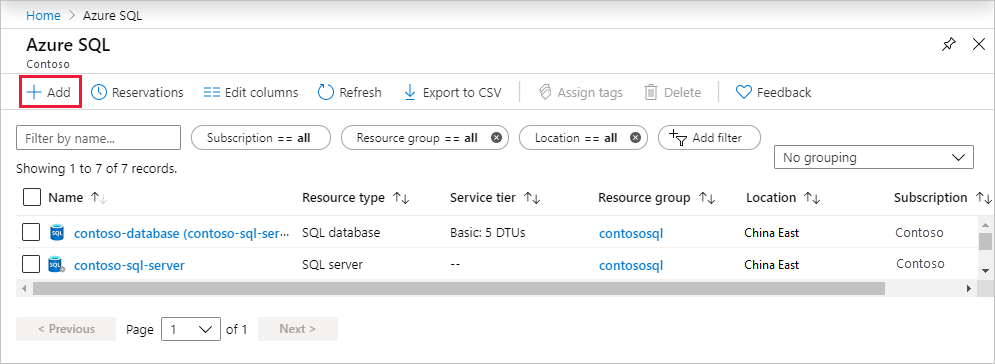 Home > Azure SQL
Azure SQL
Contoso
Add Reservations Edit columns Refresh Export to CSV Assign tags Delete Feedback
Filter by name... Subscription == all Resource group == all Location == all Add filter
No grouping
Showing 1 to 7 of 7 records.
Name Resource type Service tier Resource group Location Subscription
SQL contoso-database (contoso-sql-ser... SQL database Basic: 5 DTUs contososql China East Contoso
SQL contoso-sql-server SQL server -- contososql China East Contoso
< Previous Page 1 of 1 Next >